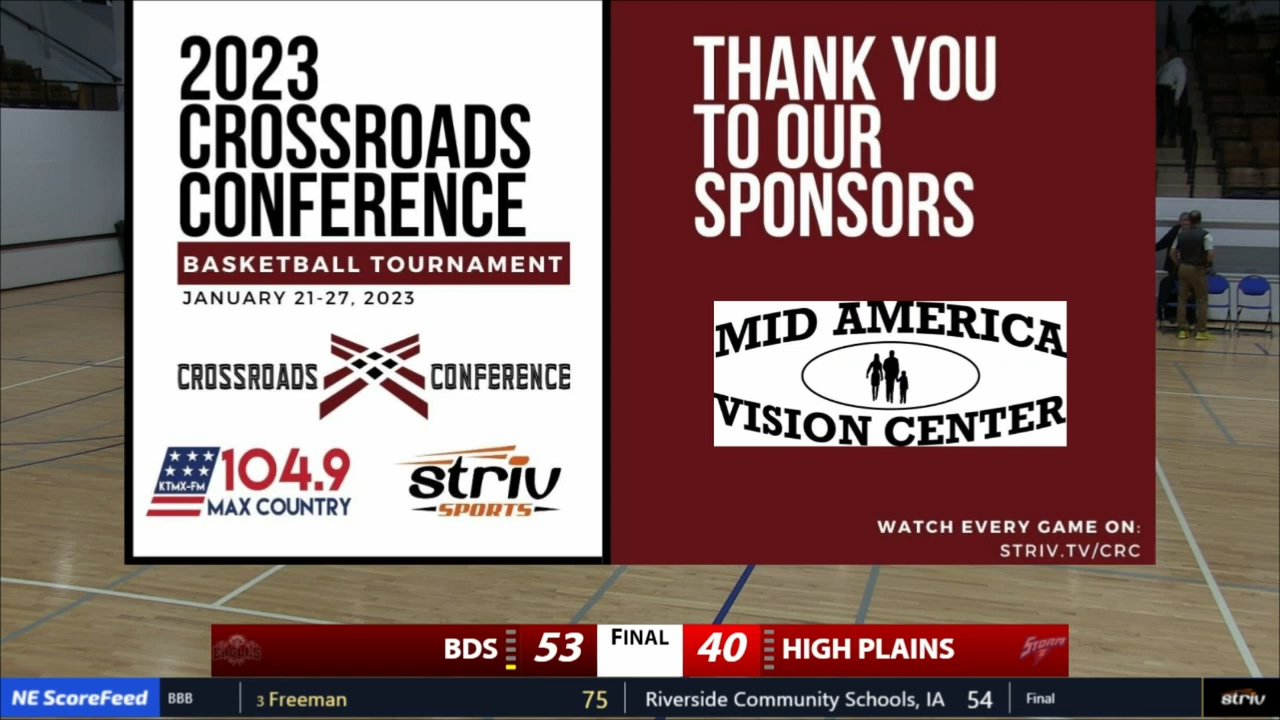 2023
CROSSROADS
CONFERENCE
BASKETBALL TOURNAMENT
JANUARY 21-27, 2023
CROSSROADS CONFERENCE
KTMX-FM 104.9
MAX COUNTRY
striv
SPORTS
THANK YOU
TO OUR
SPONSORS
MID AMERICA
VISION CENTER
WATCH EVERY GAME ON:
STRIV.TV/CRC
EAGLES BDS 53 FINAL 40 HIGH PLAINS STORM
NE ScoreFeed BBB 3 Freeman 75 Riverside Community Schools, IA 54 Final striv